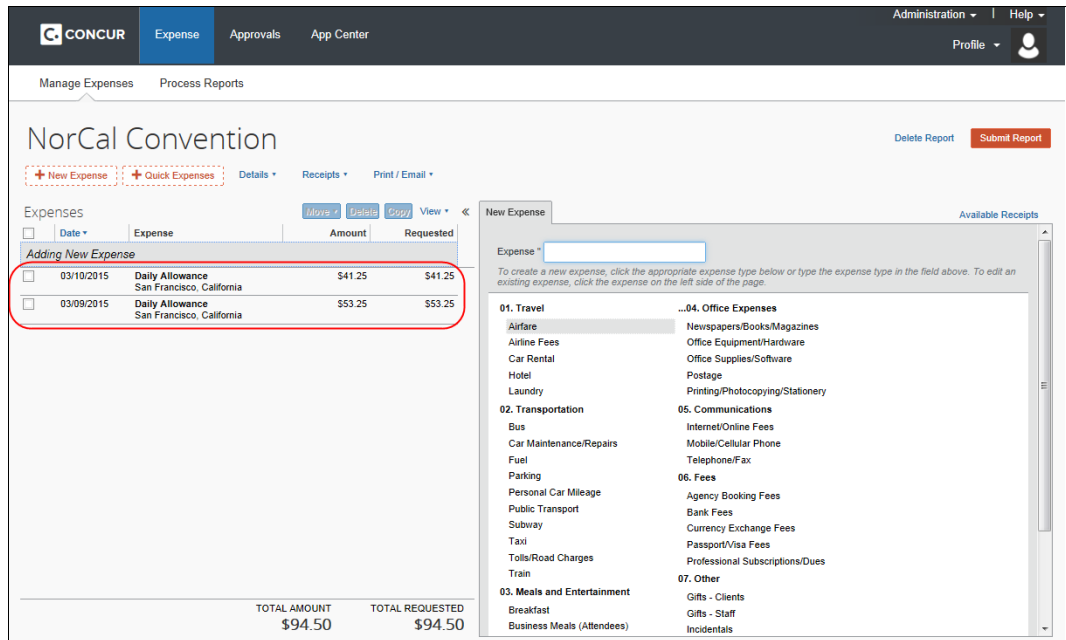 Administration | Help
C. CONCUR Expense Approvals App Center
Profile
Manage Expenses Process Reports
NorCal Convention
Delete Report Submit Report
+ New Expense + Quick Expenses Details Receipts Print / Email
Expenses Move Delete Copy View «
Date Expense Amount Requested
Adding New Expense
03/10/2015 Daily Allowance $41.25 $41.25
San Francisco, California
03/09/2015 Daily Allowance $53.25 $53.25
San Francisco, California
TOTAL AMOUNT TOTAL REQUESTED
$94.50 $94.50
New Expense
Available Receipts
Expense *
To create a new expense, click the appropriate expense type below or type the expense type in the field above. To edit an
existing expense, click the expense on the left side of the page.
01. Travel
Airfare
Airline Fees
Car Rental
Hotel
Laundry
02. Transportation
Bus
Car Maintenance/Repairs
Fuel
Parking
Personal Car Mileage
Public Transport
Subway
Taxi
Tolls/Road Charges
Train
03. Meals and Entertainment
Breakfast
Business Meals (Attendees)
...04. Office Expenses
Newspapers/Books/Magazines
Office Equipment/Hardware
Office Supplies/Software
Postage
Printing/Photocopying/Stationery
05. Communications
Internet/Online Fees
Mobile/Cellular Phone
Telephone/Fax
06. Fees
Agency Booking Fees
Bank Fees
Currency Exchange Fees
Passport/Visa Fees
Professional Subscriptions/Dues
07. Other
Gifts - Clients
Gifts - Staff
Incidentals